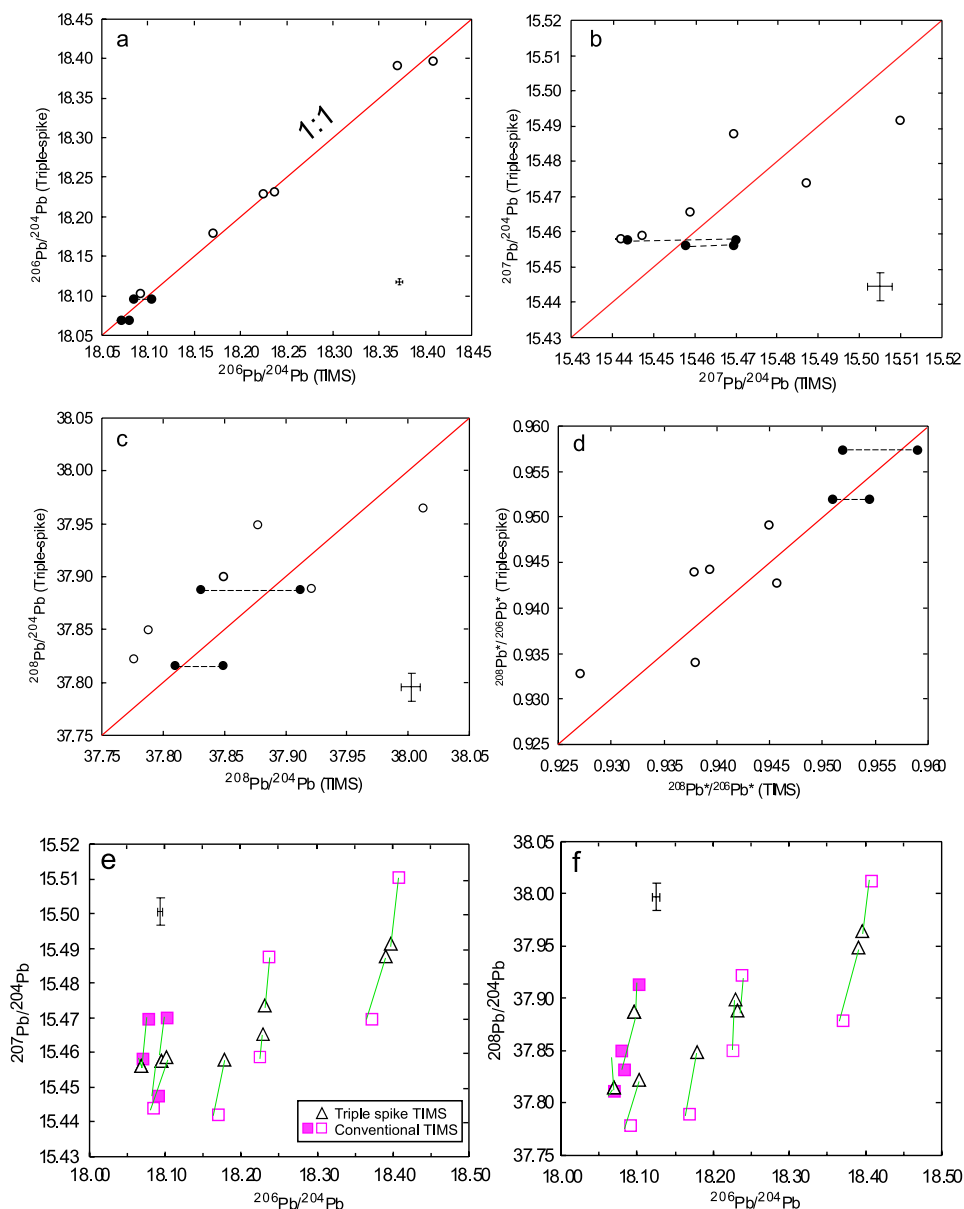 a
18.45
18.40
18.35
18.30
18.23
18.20
18.15
18.10
18.05
206Pb/204Pb (Triple-spike)
1:1
18.05 18.10 18.15 18.20 18.23 18.30 18.35 18.40 18.45
206Pb/204Pb (TIMS)
b
15.52
15.51
15.50
15.49
15.47
15.46
15.45
15.44
15.43
207Pb/204Pb (Triple-spike)
15.43 15.44 15.45 15.46 15.47 15.49 15.50 15.51 15.52
207Pb/204Pb (TIMS)
c
38.05
38.00
37.95
37.90
37.85
37.80
37.75
208Pb/204Pb (Triple-spike)
37.75 37.80 37.85 37.92 37.95 38.01 38.05
208Pb/204Pb (TIMS)
d
0.960
0.955
0.950
0.945
0.940
0.935
0.930
0.925
208Pb*/206Pb* (Triple-spike)
0.925 0.930 0.935 0.940 0.945 0.950 0.955 0.960
208Pb*/206Pb* (TIMS)
e
15.52
15.51
15.50
15.49
15.48
15.47
15.46
15.45
15.44
15.43
207Pb/204Pb
Triple spike TIMS
Conventional TIMS
18.00 18.10 18.20 18.30 18.40 18.50
206Pb/204Pb
f
38.05
38.00
37.95
37.90
37.85
37.80
37.75
208Pb/204Pb
18.00 18.10 18.20 18.30 18.40 18.50
206Pb/204Pb